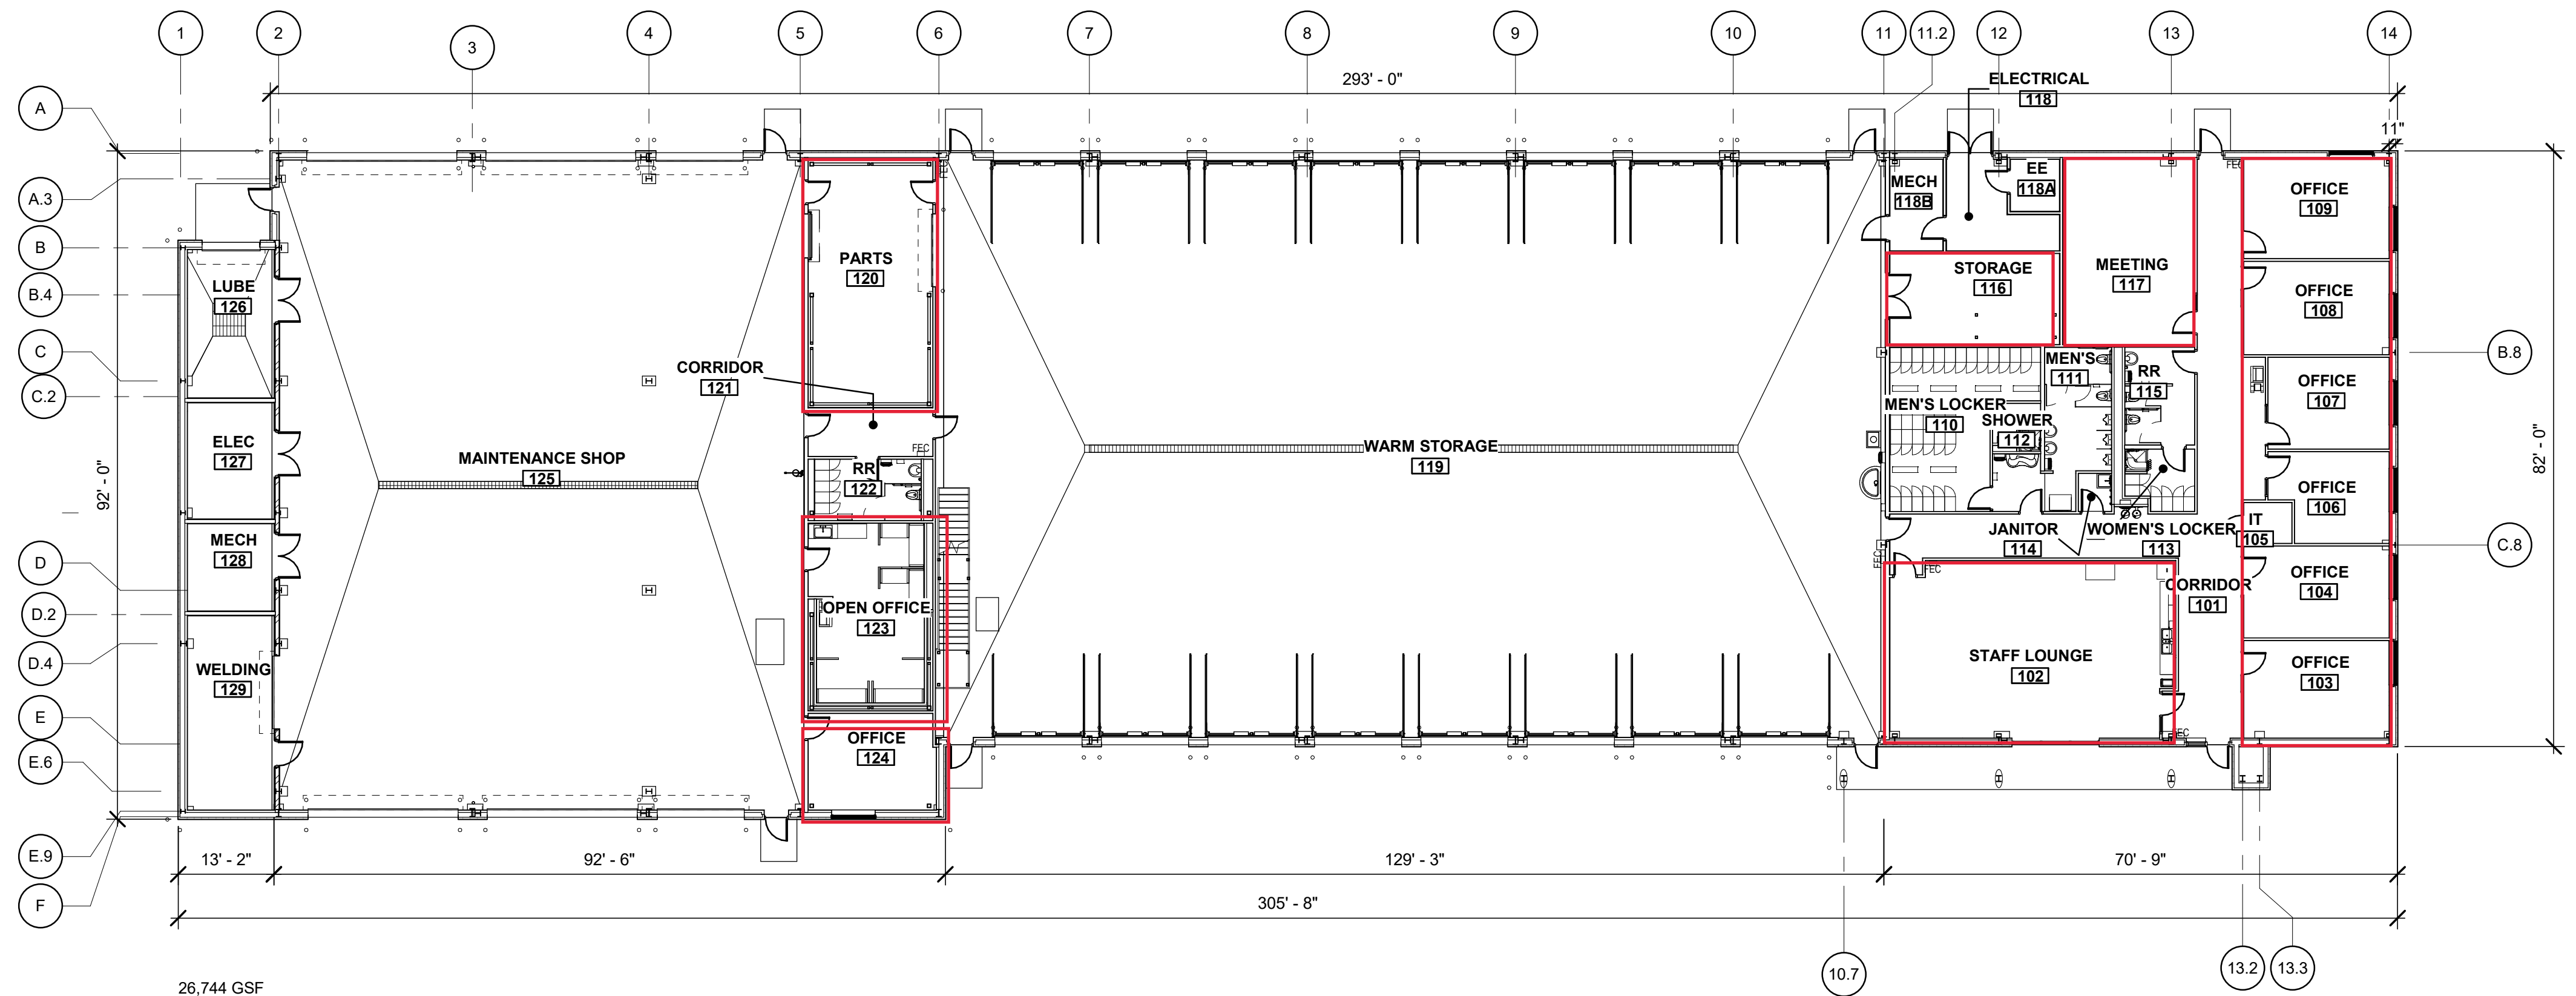 1
2
3
4
5
6
7
8
9
10
11
11.2
12
13
14
293' - 0"
ELECTRICAL
118
11"
A
A.3
B
B.4
C
C.2
D
D.2
D.4
E
E.6
E.9
F
92' - 0"
LUBE
126
ELEC
127
MECH
128
WELDING
129
MAINTENANCE SHOP
125
CORRIDOR
121
PARTS
120
FEC
FEC
RR
122
OPEN OFFICE
123
OFFICE
124
WARM STORAGE
119
MECH
118B
EE
118A
STORAGE
116
MEETING
117
FEC
MEN'S
111
RR
115
MEN'S LOCKER
110
SHOWER
112
JANITOR
114
WOMEN'S LOCKER
113
IT
105
FEC
FEC
CORRIDOR
101
STAFF LOUNGE
102
FEC
OFFICE
109
OFFICE
108
OFFICE
107
OFFICE
106
OFFICE
104
OFFICE
103
B.8
C.8
82' - 0"
13' - 2"
92' - 6"
129' - 3"
70' - 9"
305' - 8"
10.7
13.2
13.3
26,744 GSF